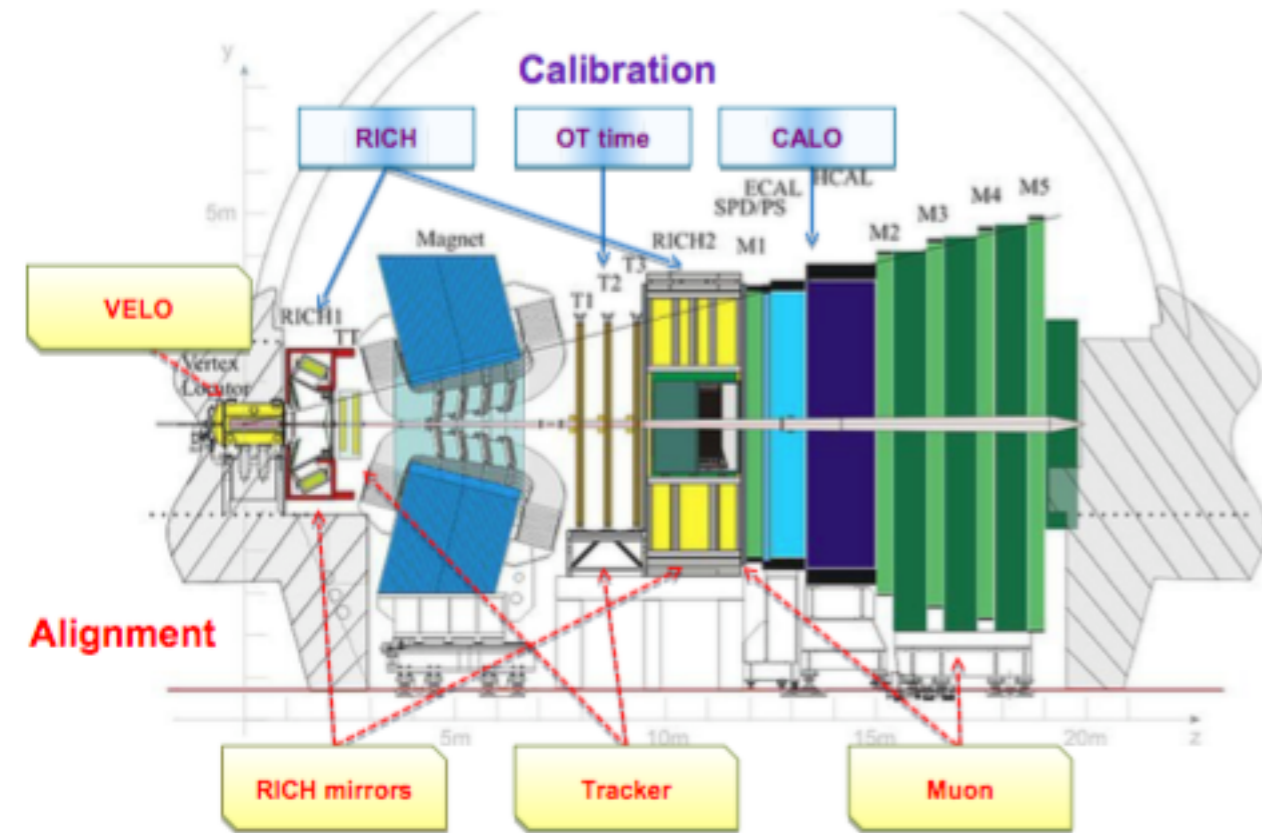 y
Calibration
RICH
OT time
CALO
HCAL
ECAL
SPD/PS
M5
M4
M3
M2
M1
5m
Magnet
RICH2
T3
T2
T1
VELO
RICH1
TT
Vertex
Locator
Alignment
5m
10m
15m
20m
z
RICH mirrors
Tracker
Muon